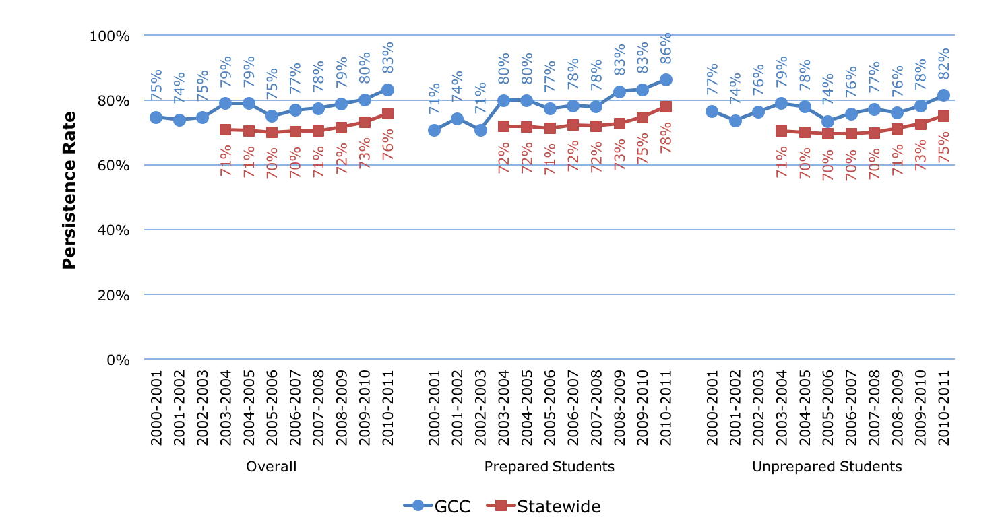 Persistence Rate
100%
80%
60%
40%
20%
0%
75% 74% 75% 79% 79% 75% 77% 78% 79% 80% 83%
71% 71% 70% 70% 71% 72% 73% 76%
71% 74% 71% 80% 80% 77% 78% 78% 83% 83% 86%
72% 72% 71% 72% 72% 73% 75% 78%
77% 74% 76% 79% 78% 74% 76% 77% 76% 78% 82%
71% 70% 70% 70% 70% 71% 73% 75%
2000-2001 2001-2002 2002-2003 2003-2004 2004-2005 2005-2006 2006-2007 2007-2008 2008-2009 2009-2010 2010-2011
2000-2001 2001-2002 2002-2003 2003-2004 2004-2005 2005-2006 2006-2007 2007-2008 2008-2009 2009-2010 2010-2011
2000-2001 2001-2002 2002-2003 2003-2004 2004-2005 2005-2006 2006-2007 2007-2008 2008-2009 2009-2010 2010-2011
Overall Prepared Students Unprepared Students
GCC Statewide